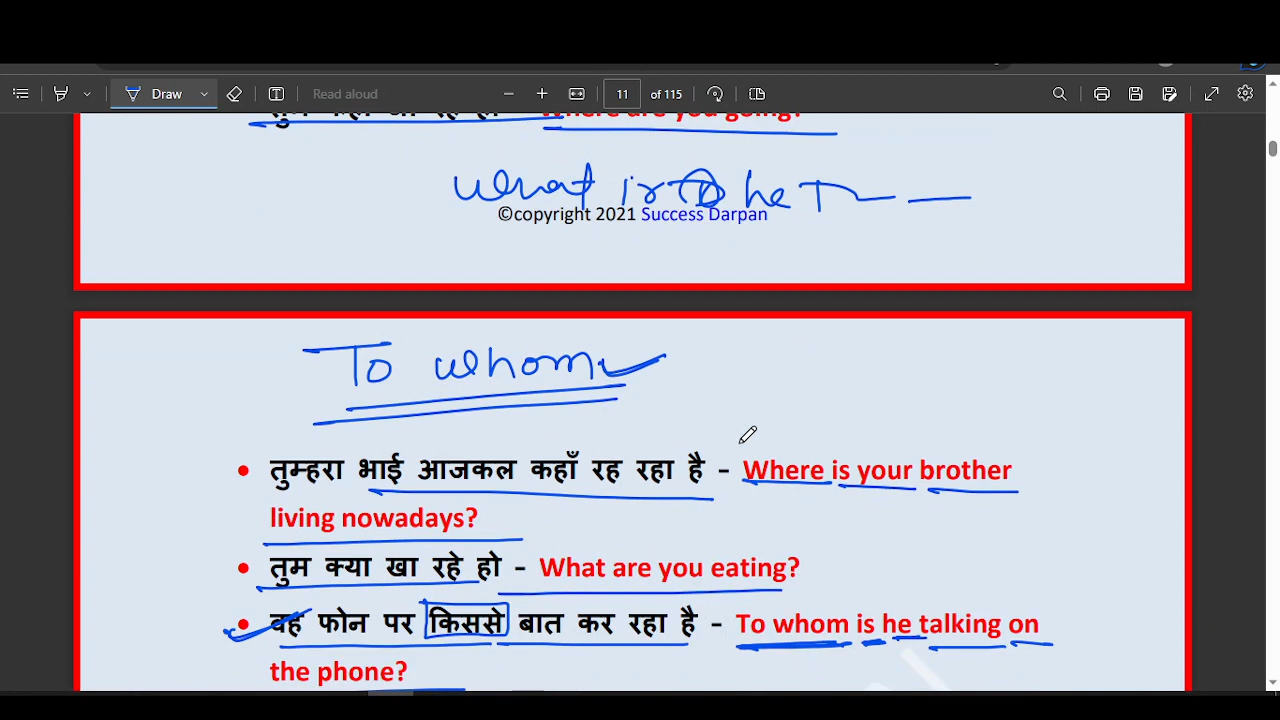 Draw
Read aloud
11 of 115
Where are you going?
What is he T
©copyright 2021 Success Darpan
To whom
• तुम्हरा भाई आजकल कहाँ रह रहा है – Where is your brother
living nowadays?
• तुम क्या खा रहे हो – What are you eating?
• वह फोन पर किससे बात कर रहा है – To whom is he talking on
the phone?